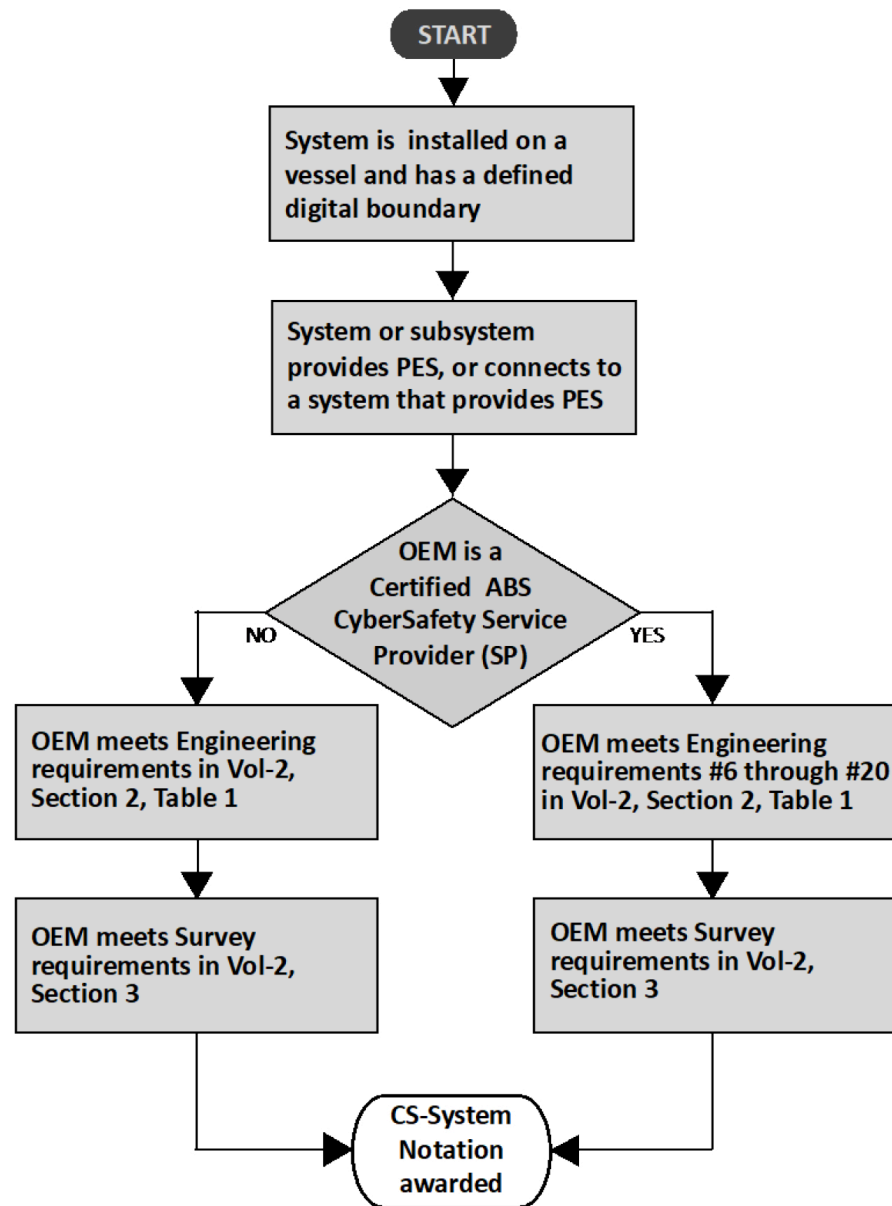 START
System is installed on a
vessel and has a defined
digital boundary
System or subsystem
provides PES, or connects to
a system that provides PES
OEM is a
Certified ABS
CyberSafety Service
Provider (SP)
NO
YES
OEM meets Engineering
requirements in Vol-2,
Section 2, Table 1
OEM meets Engineering
requirements #6 through #20
in Vol-2, Section 2, Table 1
OEM meets Survey
requirements in Vol-2,
Section 3
OEM meets Survey
requirements in Vol-2,
Section 3
CS-System
Notation
awarded